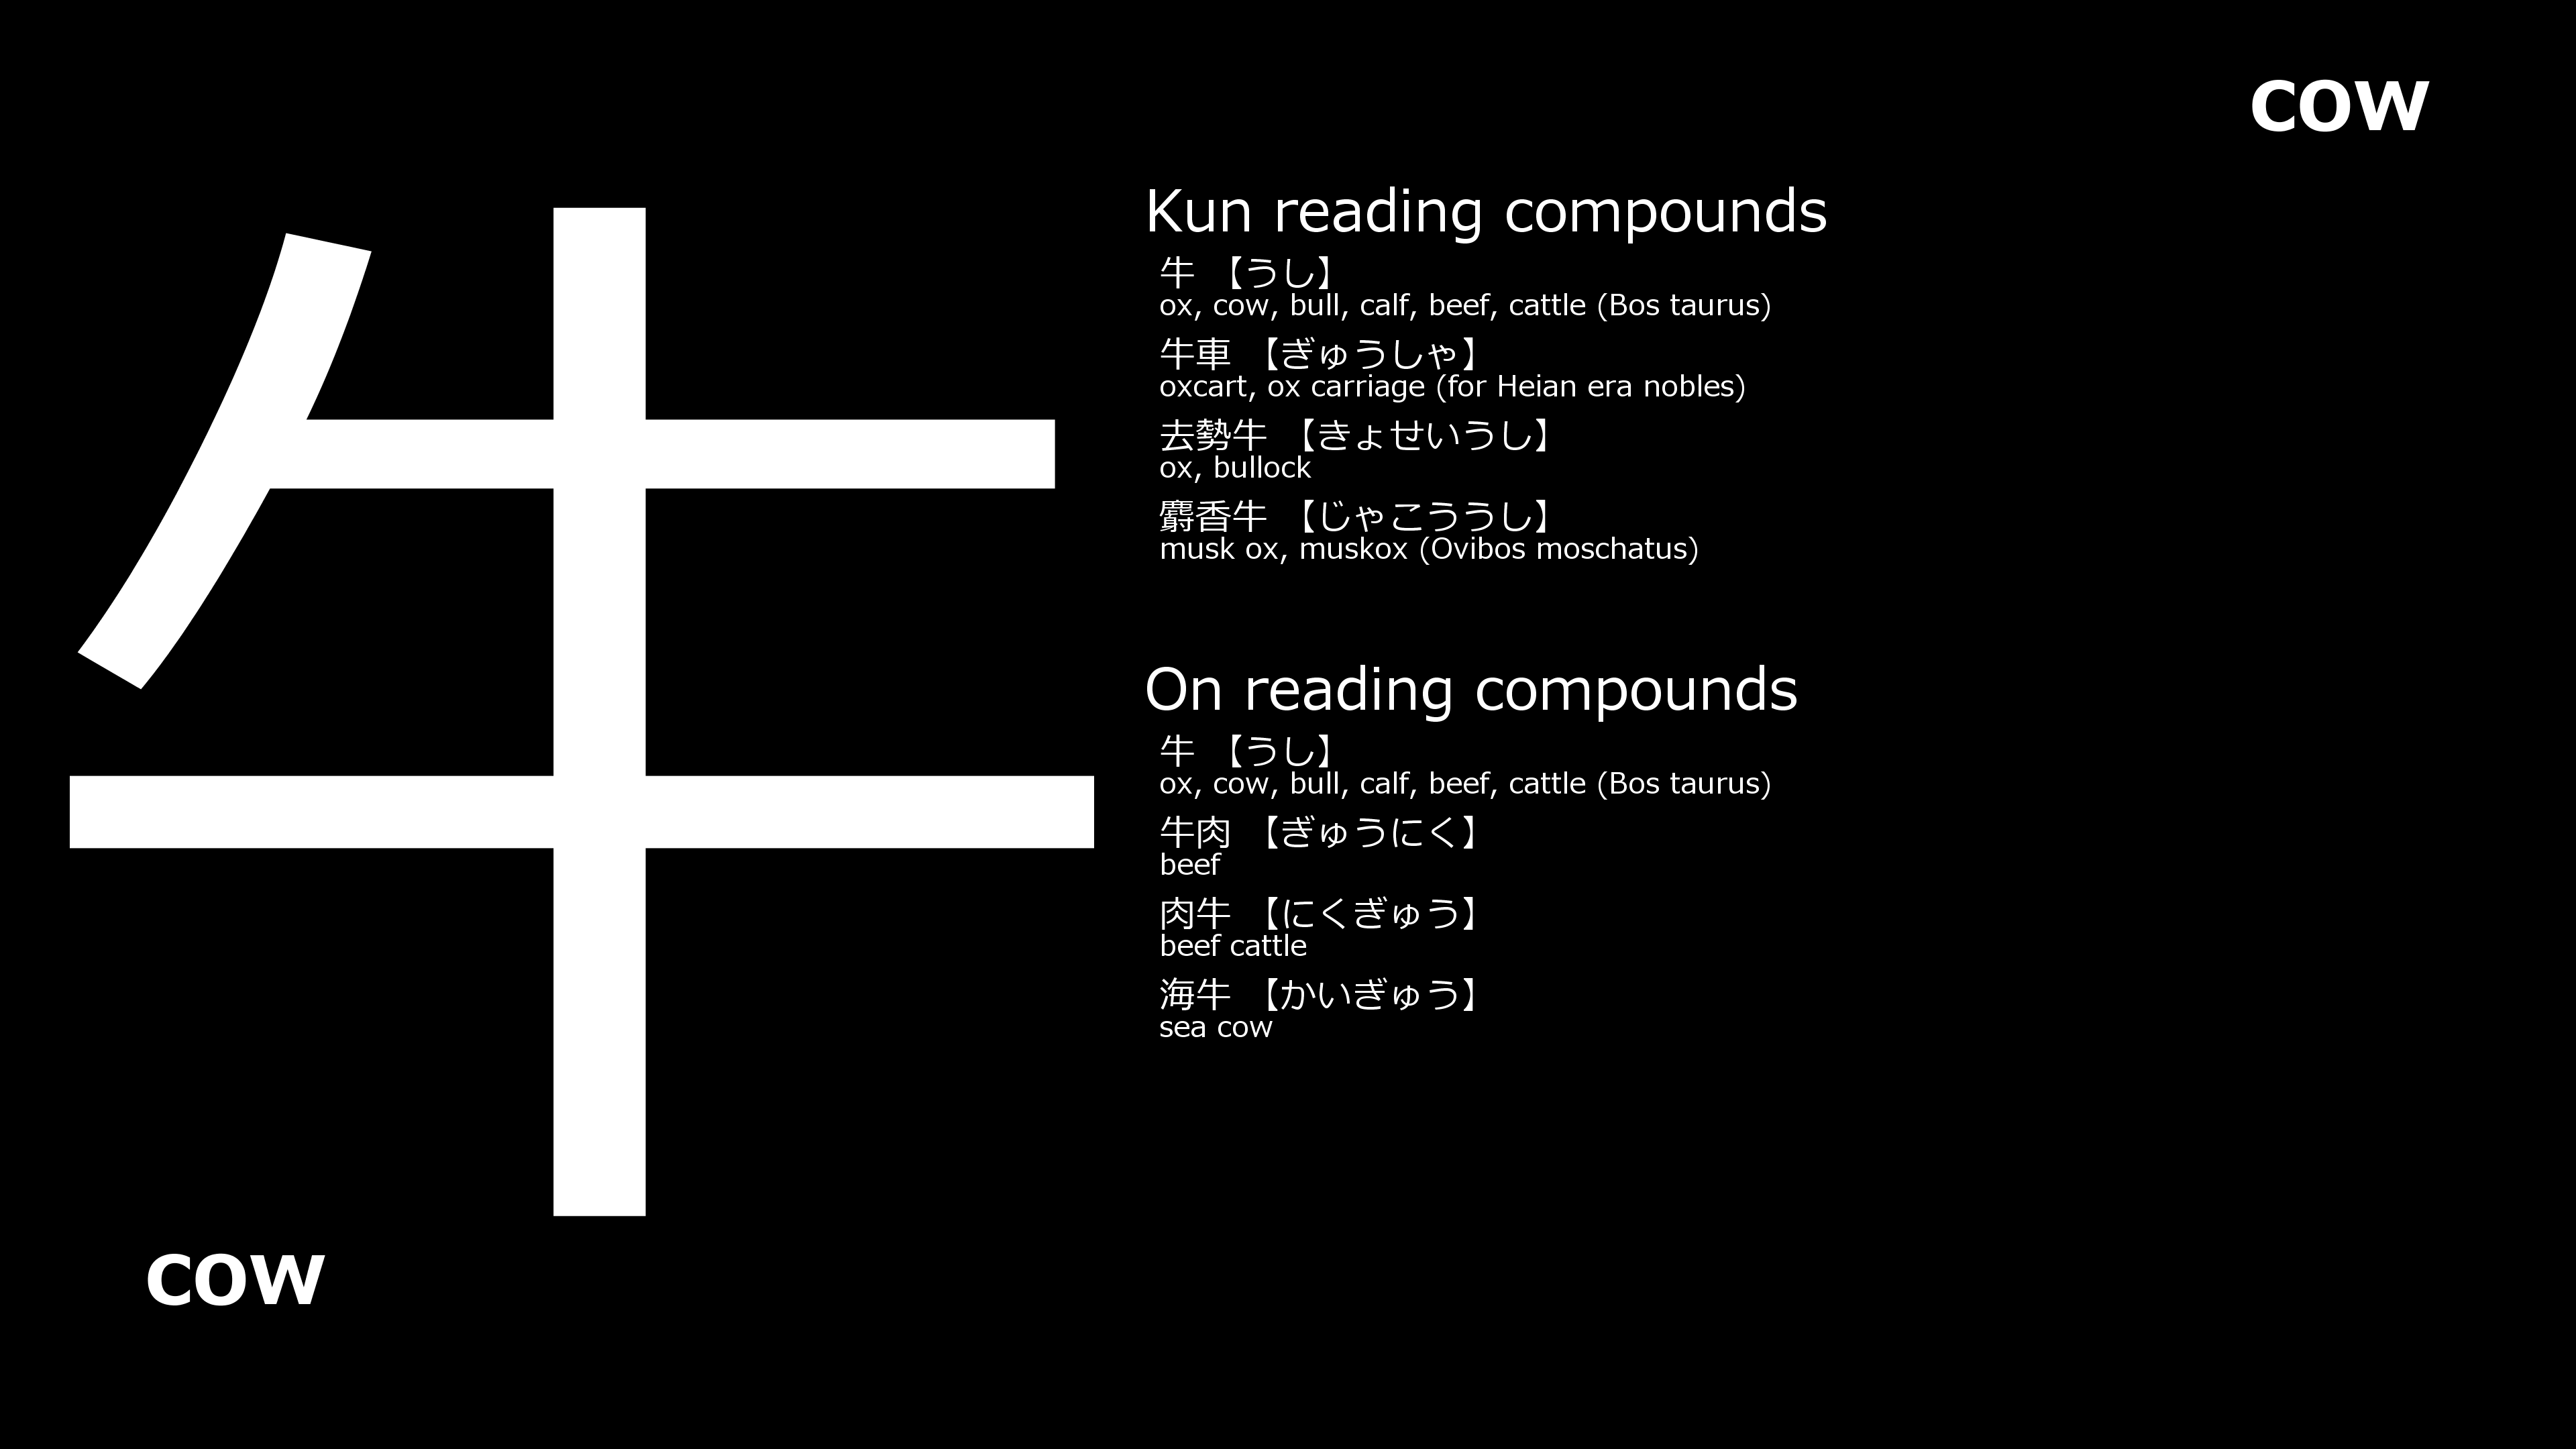 cow
牛
Kun reading compounds
牛 【うし】
ox, cow, bull, calf, beef, cattle (Bos taurus)
牛車 【ぎゅうしゃ】
oxcart, ox carriage (for Heian era nobles)
去勢牛 【きょせいうし】
ox, bullock
麝香牛 【じゃこううし】
musk ox, muskox (Ovibos moschatus)
On reading compounds
牛 【うし】
ox, cow, bull, calf, beef, cattle (Bos taurus)
牛肉 【ぎゅうにく】
beef
肉牛 【にくぎゅう】
beef cattle
海牛 【かいぎゅう】
sea cow
cow